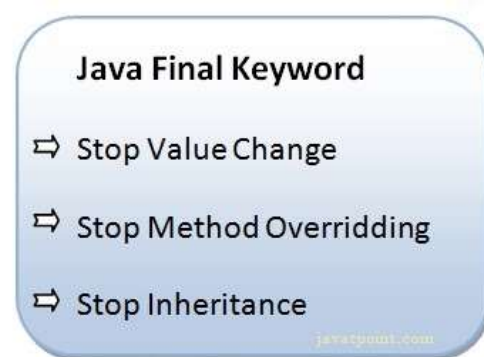 Java Final Keyword
Stop Value Change
Stop Method Overridding
Stop Inheritance
javatpoint.com